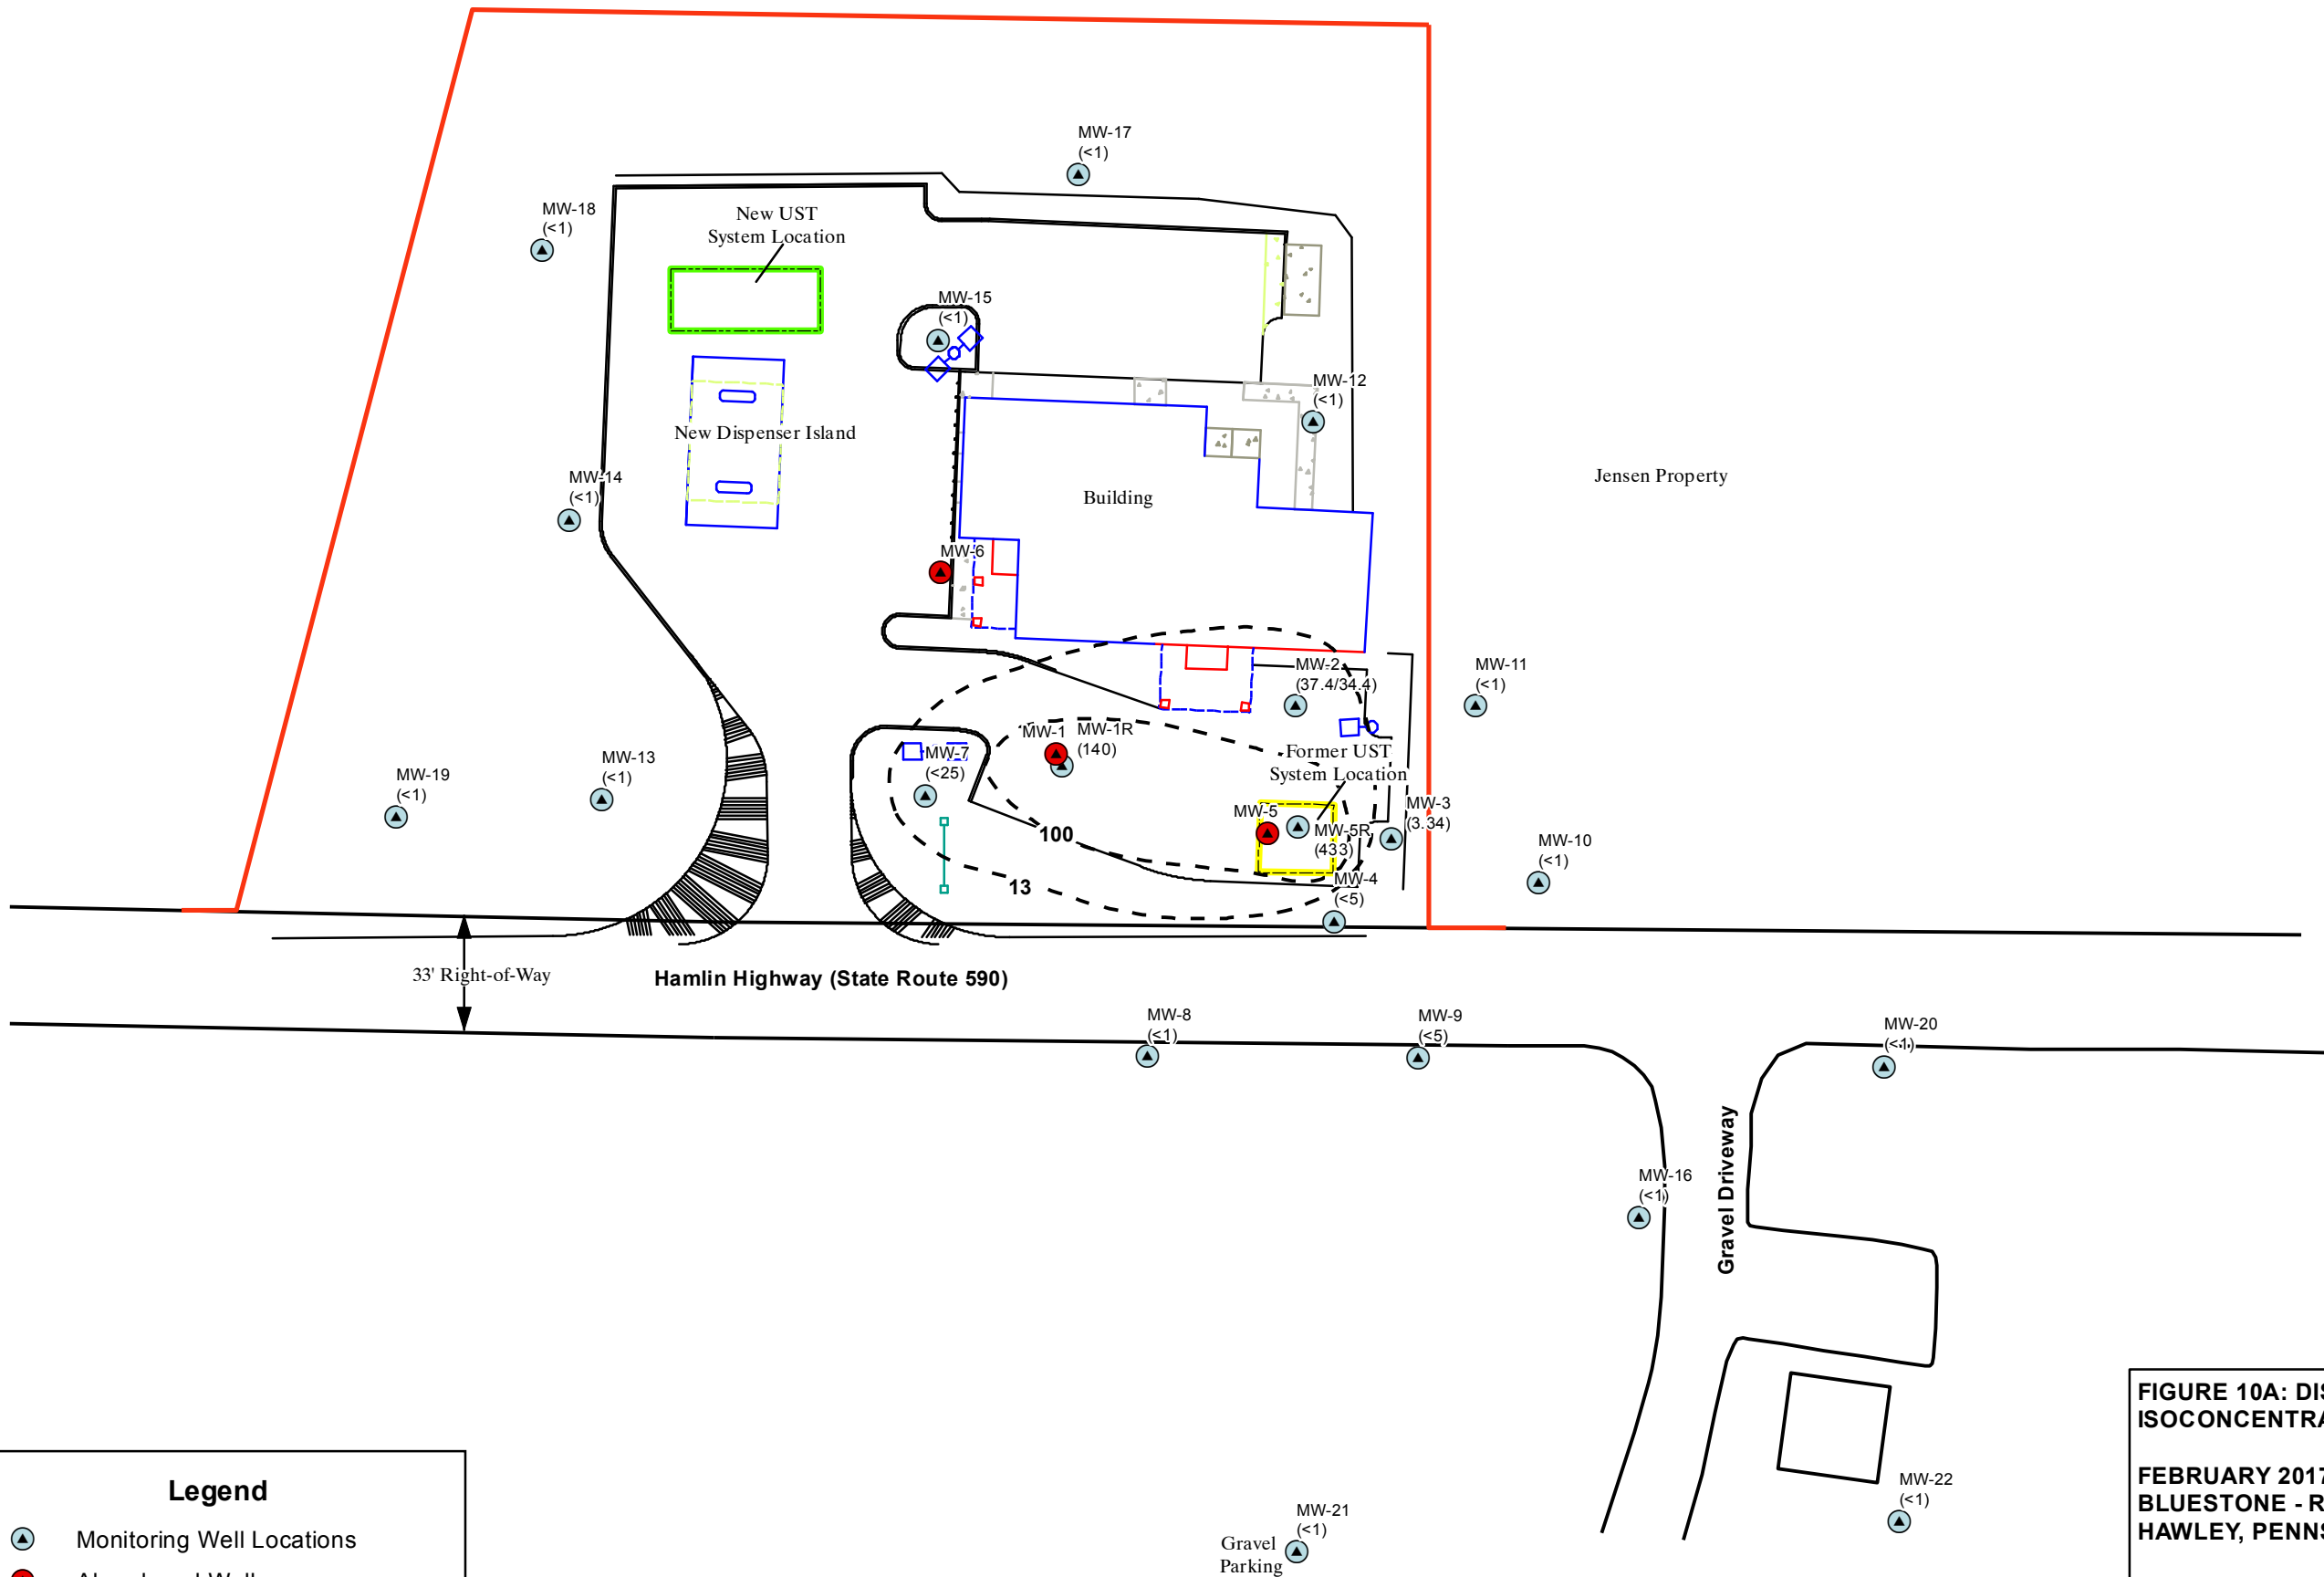 MW-17
(<1)
MW-18
(<1)
New UST
System Location
MW-15
(<1)
MW-12
(<1)
New Dispenser Island
MW-14
(<1)
Building
Jensen Property
MW-6
MW-2
(37.4/34.4)
MW-11
(<1)
MW-1
MW-1R
(140)
MW-7
(<25)
Former UST
System Location
MW-13
(<1)
MW-19
(<1)
MW-3
(3.34)
MW-5
MW-5R
(433)
100
MW-10
(<1)
13
MW-4
(<5)
33' Right-of-Way
Hamlin Highway (State Route 590)
MW-8
(<1)
MW-9
(<5)
MW-20
(<1)
Gravel Driveway
MW-16
(<1)
MW-22
(<1)
MW-21
(<1)
Gravel
Parking
Legend
Monitoring Well Locations
FIGURE 10A:
FEBRUARY 2017
BLUESTONE -
HAWLEY,